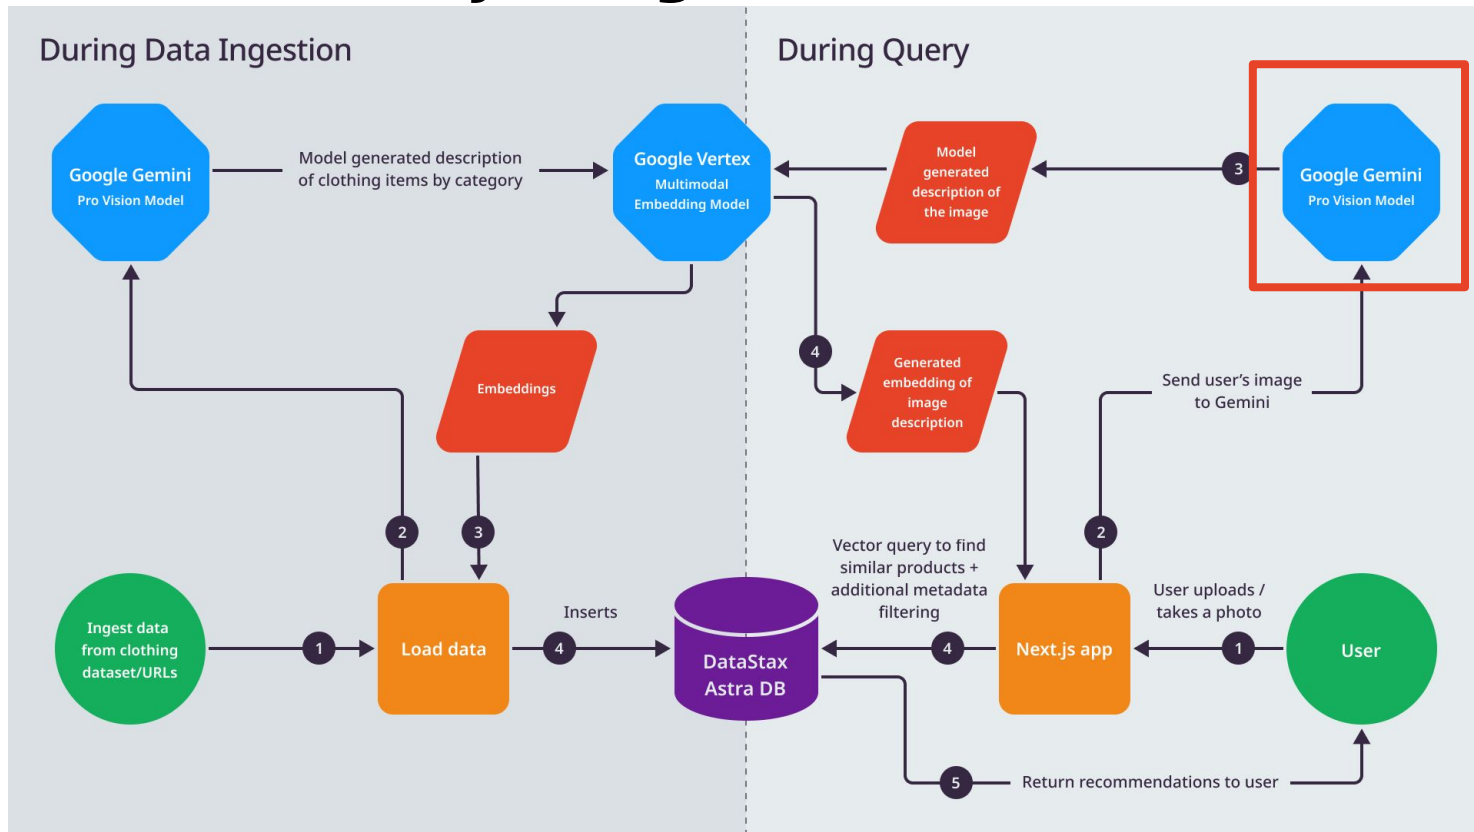 During Data Ingestion
Google Gemini
Pro Vision Model
Model generated description
of clothing items by category
Google Vertex
Multimodal
Embedding Model
Embeddings
2
3
Ingest data
from clothing
dataset/URLs
1
Load data
Inserts
4
DataStax
Astra DB
During Query
Model
generated
description of
the image
3
Google Gemini
Pro Vision Model
4
Generated
embedding of
image
description
Send user's image
to Gemini
2
Vector query to find
similar products +
additional metadata
filtering
4
Next.js app
User uploads /
takes a photo
1
User
5
Return recommendations to user